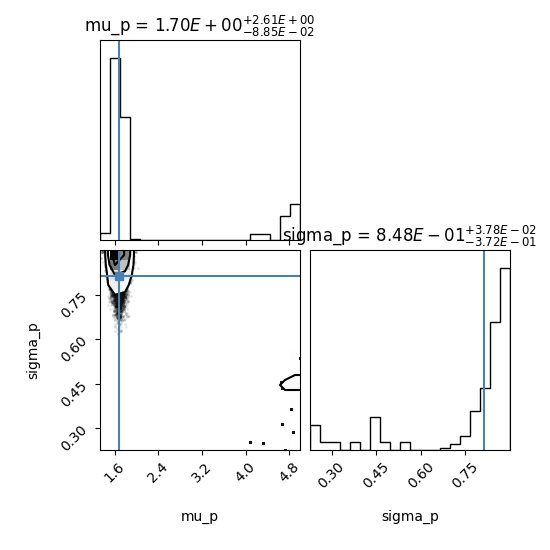 mu_p = 1.70E + 00+2.61E + 00 −8.85E − 02
sigma_p = 8.48E − 01+3.78E − 02 −3.72E − 01
0.75
0.60
0.45
0.30
sigma_p
1.6 2.4 3.2 4.0 4.8
0.30 0.45 0.60 0.75
mu_p
sigma_p